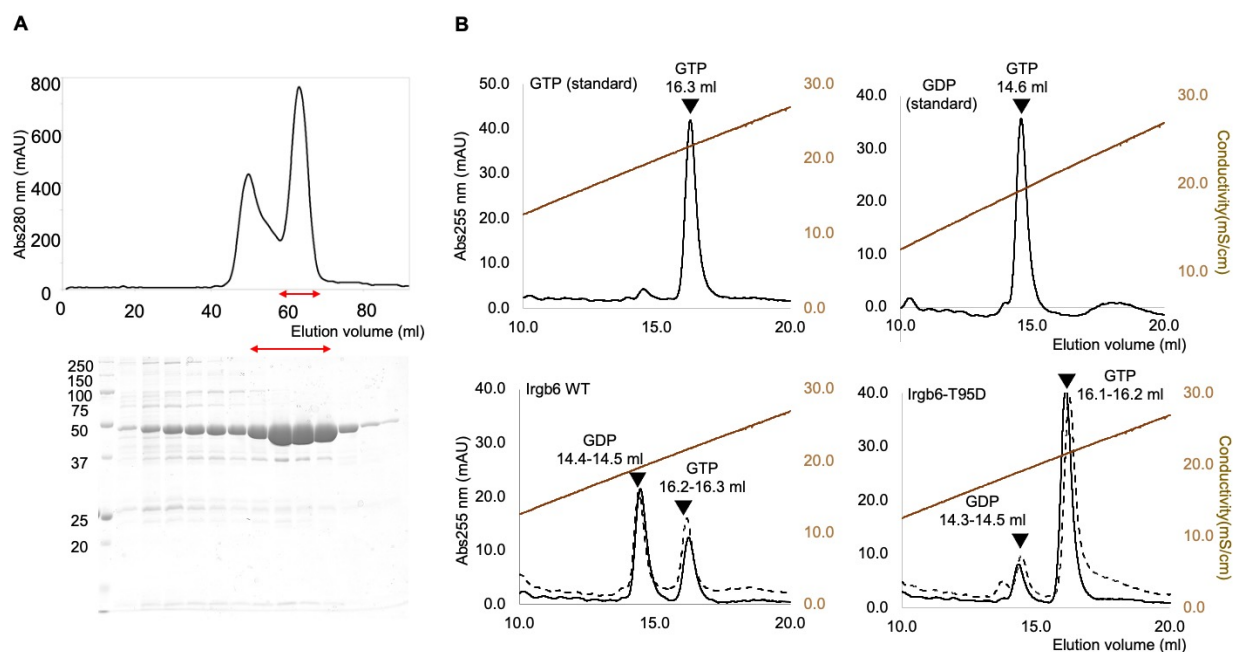 A
800
600
400
200
0
Abs280 nm (mAU)
0
20
40
60
80
Elution volume (ml)
250
150
100
75
50
37
25
20
B
GTP (standard)
GTP
16.3 ml
50.0
40.0
30.0
20.0
10.0
0.0
Abs255 nm (mAU)
30.0
20.0
10.0
0.0
10.0
15.0
20.0
GDP
(standard)
GTP
14.6 ml
40.0
30.0
20.0
10.0
0.0
30.0
20.0
10.0
Conductivity(mS/cm)
10.0
15.0
20.0
Elution volume (ml)
Irgb6 WT
GDP
14.4-14.5 ml
GTP
16.2-16.3 ml
40.0
30.0
20.0
10.0
0.0
Abs255 nm (mAU)
30.0
20.0
10.0
0.0
10.0
15.0
20.0
Irgb6-T95D
GTP
16.1-16.2 ml
GDP
14.3-14.5 ml
40.0
30.0
20.0
10.0
0.0
30.0
20.0
10.0
0.0
Conductivity(mS/cm)
10.0
15.0
20.0
Elution volume (ml)